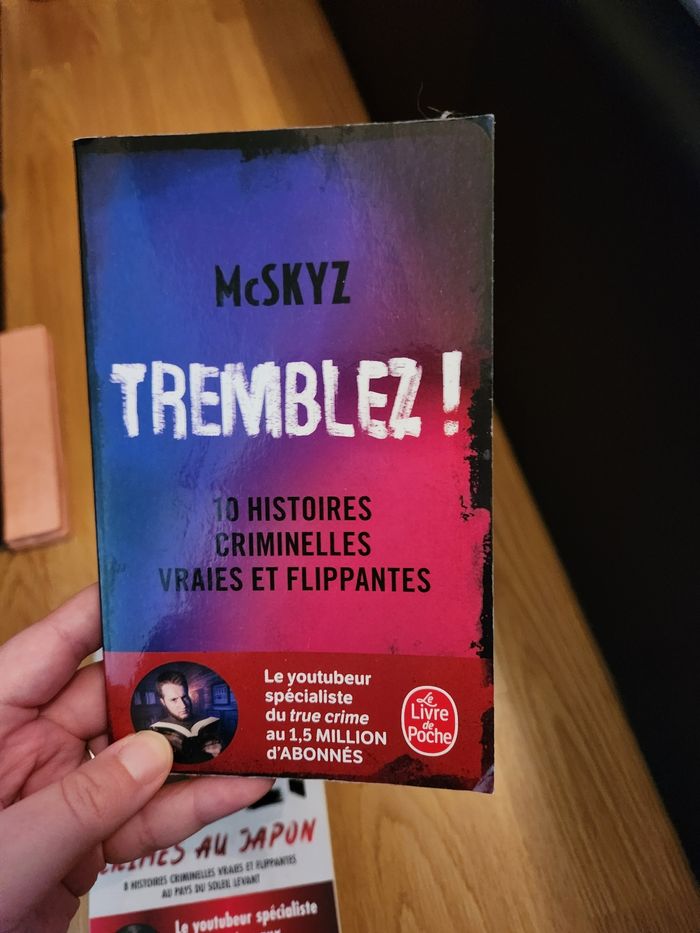 McSKYZ
TREMBLEZ !
10 HISTOIRES
CRIMINELLES
VRAIES ET FLIPPANTES
Le youtubeur
spécialiste
du true crime
au 1,5 MILLION
d'ABONNÉS
Le
Livre
de
Poche
CRIMES AU JAPON
8 HISTOIRES CRIMINELLES VRAIES ET FLIPPANTES
AU PAYS DU SOLEIL LEVANT
Le youtubeur spécialiste